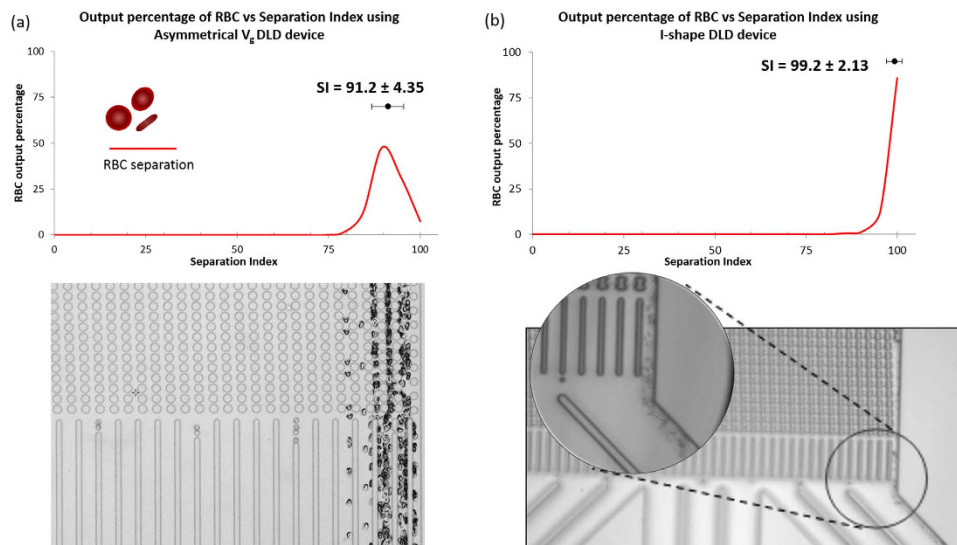 (a)
Output percentage of RBC vs Separation Index using
Asymmetrical Vg DLD device
100
75
50
25
0
RBC output percentage
SI = 91.2 ± 4.35
RBC separation
0 25 50 75 100
Separation Index
(b)
Output percentage of RBC vs Separation Index using
I-shape DLD device
100
75
50
25
0
RBC output percentage
SI = 99.2 ± 2.13
0 25 50 75 100
Separation Index